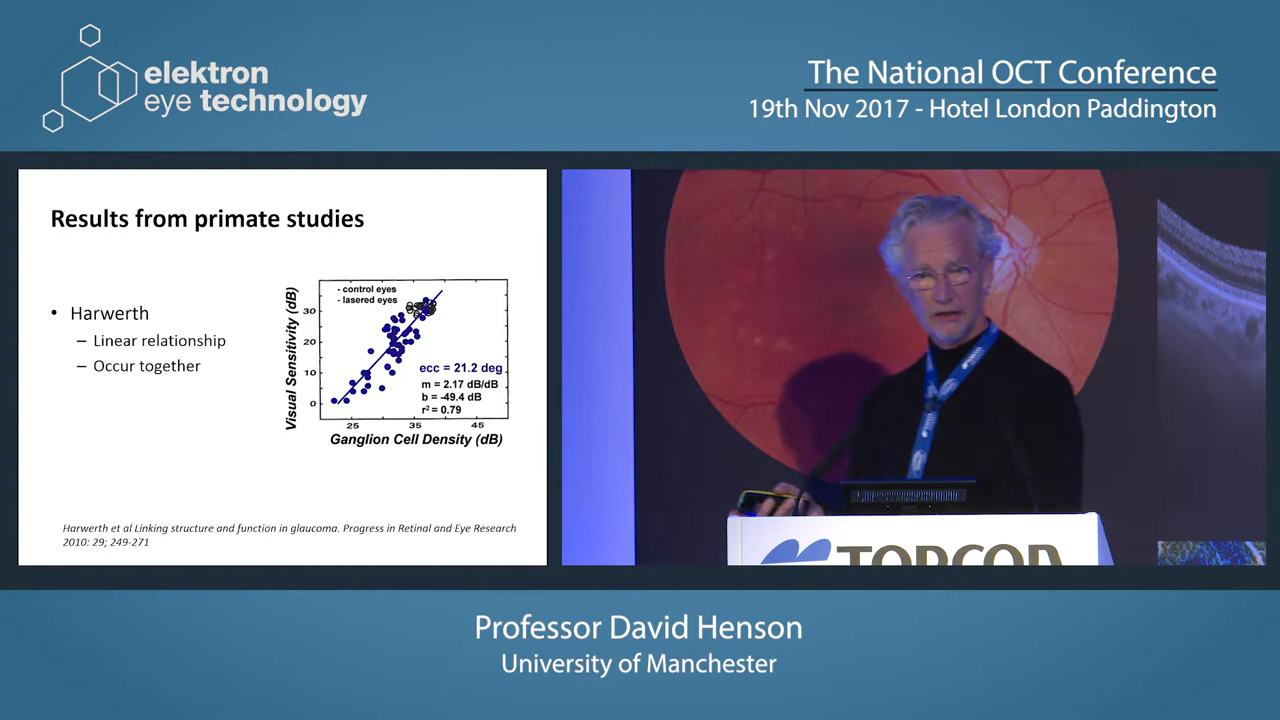 elektron
eye technology
The National OCT Conference
19th Nov 2017 - Hotel London Paddington
Results from primate studies
• Harwerth
– Linear relationship
– Occur together
Visual Sensitivity (dB)
30
20
10
0
- control eyes
- lasered eyes
ecc = 21.2 deg
m = 2.17 dB/dB
b = -49.4 dB
r² = 0.79
25 35 45
Ganglion Cell Density (dB)
Harwerth et al Linking structure and function in glaucoma. Progress in Retinal and Eye Research
2010: 29; 249-271
TOPCON
TOPCON
Professor David Henson
University of Manchester